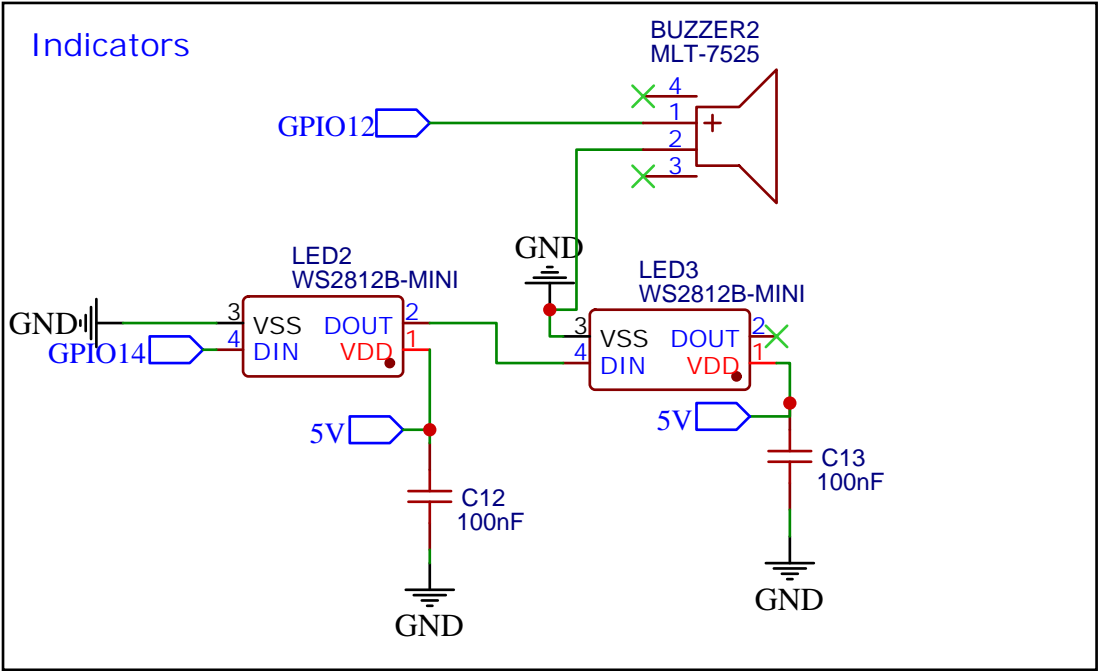 Indicators
BUZZER2
MLT-7525
4
1
+
2
3
GPIO12
GND
LED2
WS2812B-MINI
3
VSS
DOUT
2
4
DIN
VDD
1
GND
GPIO14
LED3
WS2812B-MINI
3
VSS
DOUT
2
4
DIN
VDD
1
5V
C12
100nF
GND
5V
C13
100nF
GND